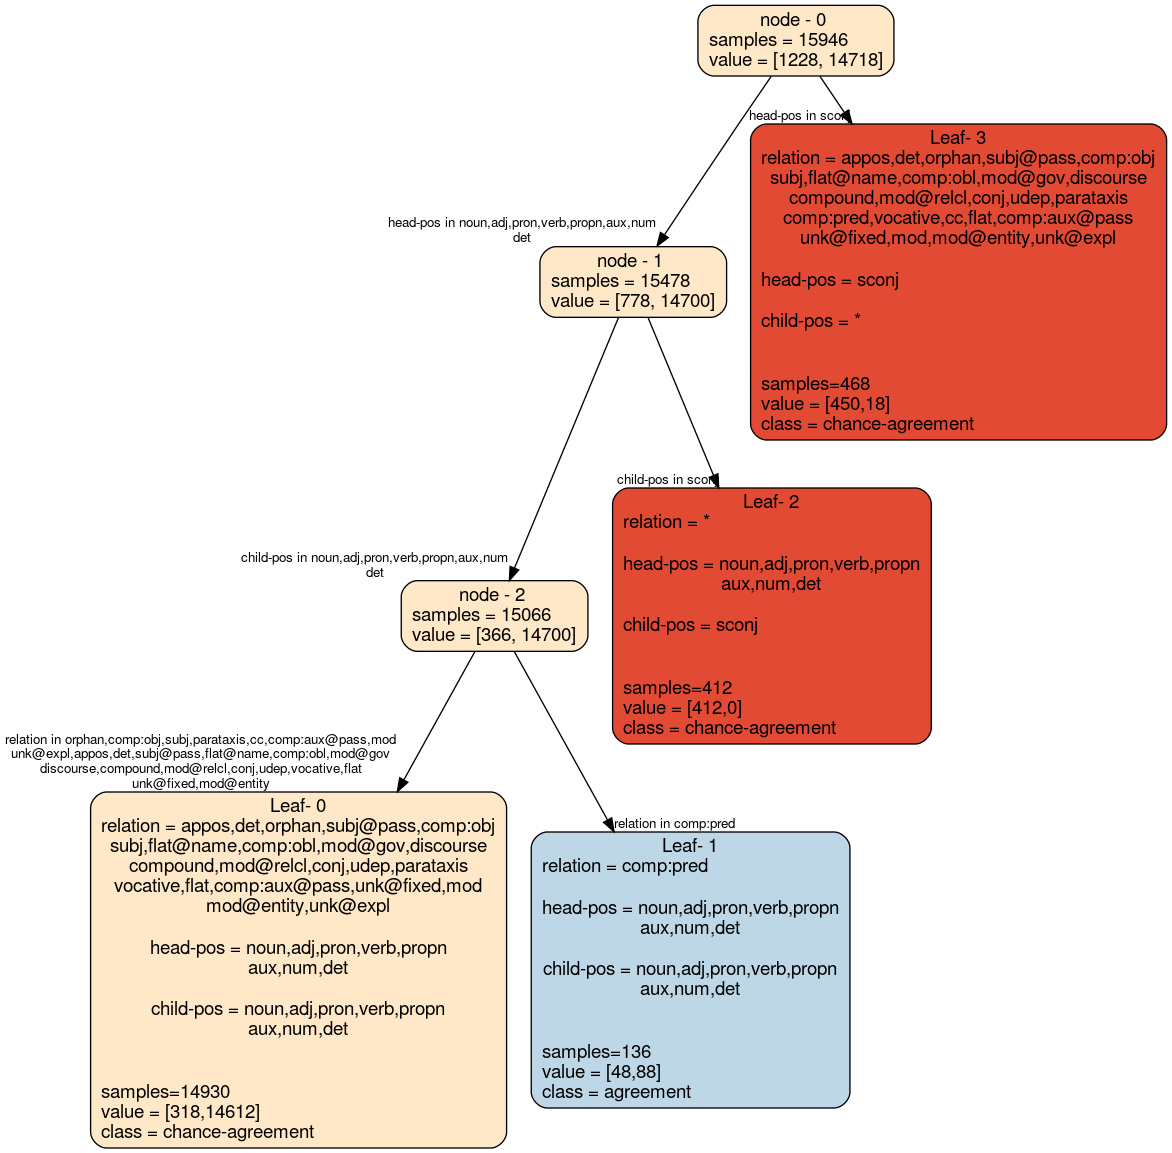 node - 0
samples = 15946
value = [1228, 14718]
head-pos in sconj
Leaf- 3
relation = appos,det,orphan,subj@pass,comp:obj
subj,flat@name,comp:obl,mod@gov,discourse
compound,mod@relcl,conj,udep,parataxis
comp:pred,vocative,cc,flat,comp:aux@pass
unk@fixed,mod,mod@entity,unk@expl
head-pos = sconj
child-pos = *
samples=468
value = [450,18]
class = chance-agreement
head-pos in noun,adj,pron,verb,propn,aux,num
det
node - 1
samples = 15478
value = [778, 14700]
child-pos in sconj
Leaf- 2
relation = *
head-pos = noun,adj,pron,verb,propn
aux,num,det
child-pos = sconj
samples=412
value = [412,0]
class = chance-agreement
child-pos in noun,adj,pron,verb,propn,aux,num
det
node - 2
samples = 15066
value = [366, 14700]
relation in orphan,comp:obj,subj,parataxis,cc,comp:aux@pass,mod
unk@expl,appos,det,subj@pass,flat@name,comp:obl,mod@gov
discourse,compound,mod@relcl,conj,udep,vocative,flat
unk@fixed,mod@entity
Leaf- 0
relation = appos,det,orphan,subj@pass,comp:obj
subj,flat@name,comp:obl,mod@gov,discourse
compound,mod@relcl,conj,udep,parataxis
vocative,flat,comp:aux@pass,unk@fixed,mod
mod@entity,unk@expl
head-pos = noun,adj,pron,verb,propn
aux,num,det
child-pos = noun,adj,pron,verb,propn
aux,num,det
samples=14930
value = [318,14612]
class = chance-agreement
relation in comp:pred
Leaf- 1
relation = comp:pred
head-pos = noun,adj,pron,verb,propn
aux,num,det
child-pos = noun,adj,pron,verb,propn
aux,num,det
samples=136
value = [48,88]
class = agreement